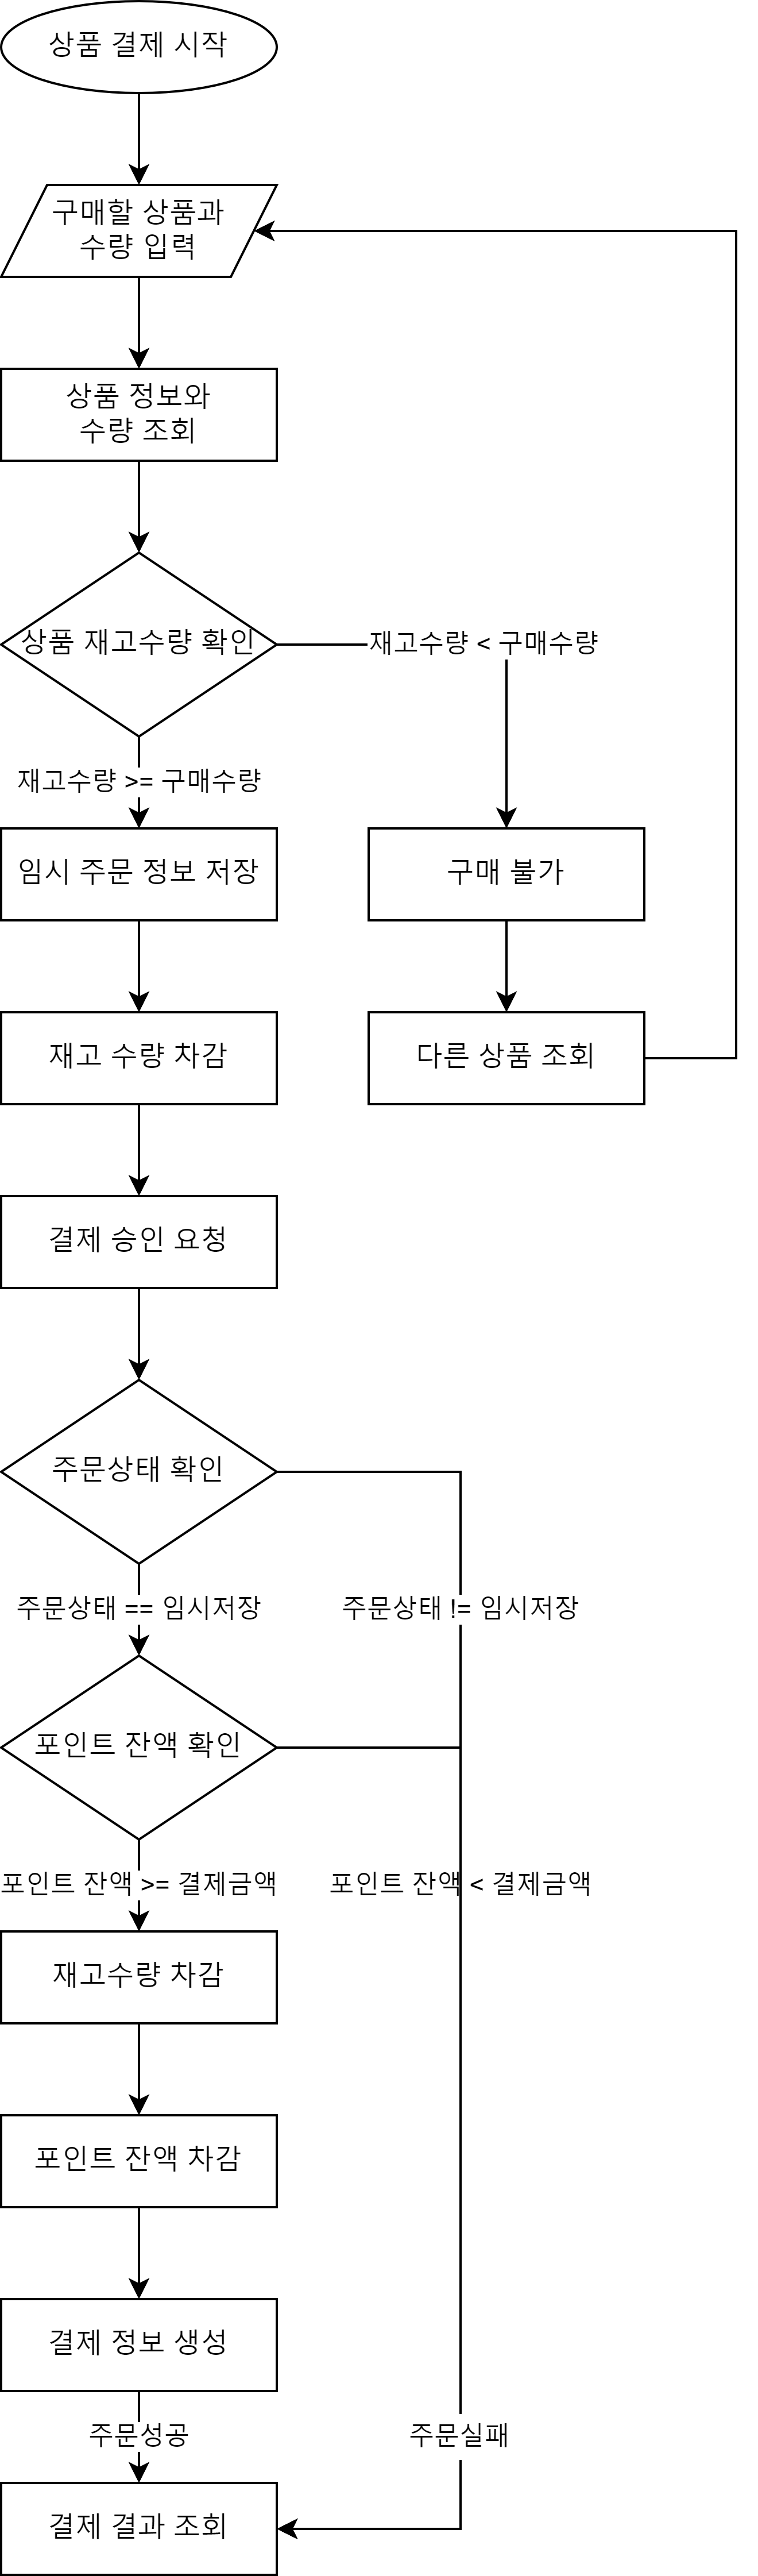 상품 결제 시작
구매할 상품과
수량 입력
상품 정보와
수량 조회
상품 재고수량 확인
재고수량 < 구매수량
재고수량 >= 구매수량
임시 주문 정보 저장
구매 불가
재고 수량 차감
다른 상품 조회
결제 승인 요청
주문상태 확인
주문상태 == 임시저장
주문상태 != 임시저장
포인트 잔액 확인
포인트 잔액 >= 결제금액
포인트 잔액 < 결제금액
재고수량 차감
포인트 잔액 차감
결제 정보 생성
주문성공
주문실패
결제 결과 조회